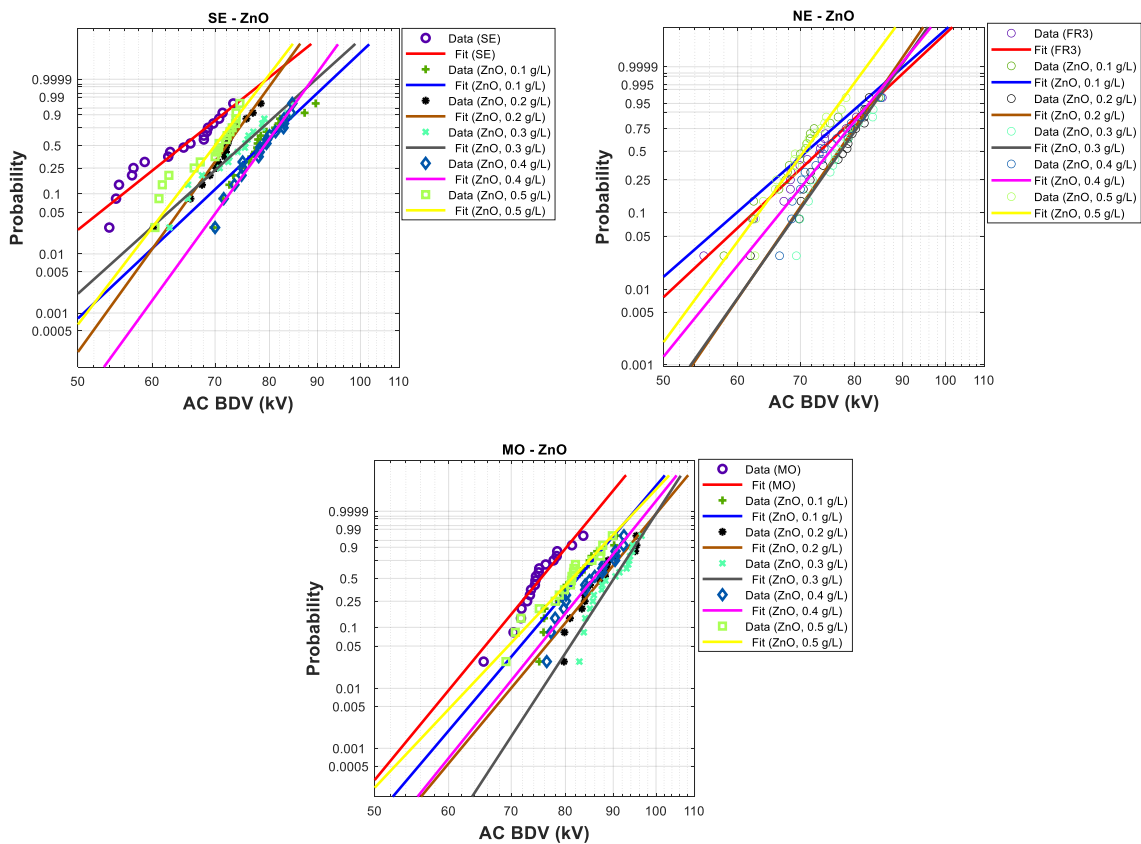 SE - ZnO
Probability
0.9999
0.99
0.9
0.5
0.25
0.1
0.05
0.01
0.005
0.001
0.0005
50
60
70
80
90
100
110
AC BDV (kV)
Data (SE)
Fit (SE)
Data (ZnO, 0.1 g/L)
Fit (ZnO, 0.1 g/L)
Data (ZnO, 0.2 g/L)
Fit (ZnO, 0.2 g/L)
Data (ZnO, 0.3 g/L)
Fit (ZnO, 0.3 g/L)
Data (ZnO, 0.4 g/L)
Fit (ZnO, 0.4 g/L)
Data (ZnO, 0.5 g/L)
Fit (ZnO, 0.5 g/L)
NE - ZnO
Probability
0.9999
0.995
0.95
0.75
0.5
0.25
0.1
0.05
0.01
0.005
0.001
50
60
70
80
90
100
110
AC BDV (kV)
Data (FR3)
Fit (FR3)
Data (ZnO, 0.1 g/L)
Fit (ZnO, 0.1 g/L)
Data (ZnO, 0.2 g/L)
Fit (ZnO, 0.2 g/L)
Data (ZnO, 0.3 g/L)
Fit (ZnO, 0.3 g/L)
Data (ZnO, 0.4 g/L)
Fit (ZnO, 0.4 g/L)
Data (ZnO, 0.5 g/L)
Fit (ZnO, 0.5 g/L)
MO - ZnO
Probability
0.9999
0.99
0.9
0.5
0.25
0.1
0.05
0.01
0.005
0.001
0.0005
50
60
70
80
90
100
110
AC BDV (kV)
Data (MO)
Fit (MO)
Data (ZnO, 0.1 g/L)
Fit (ZnO, 0.1 g/L)
Data (ZnO, 0.2 g/L)
Fit (ZnO, 0.2 g/L)
Data (ZnO, 0.3 g/L)
Fit (ZnO, 0.3 g/L)
Data (ZnO, 0.4 g/L)
Fit (ZnO, 0.4 g/L)
Data (ZnO, 0.5 g/L)
Fit (ZnO, 0.5 g/L)